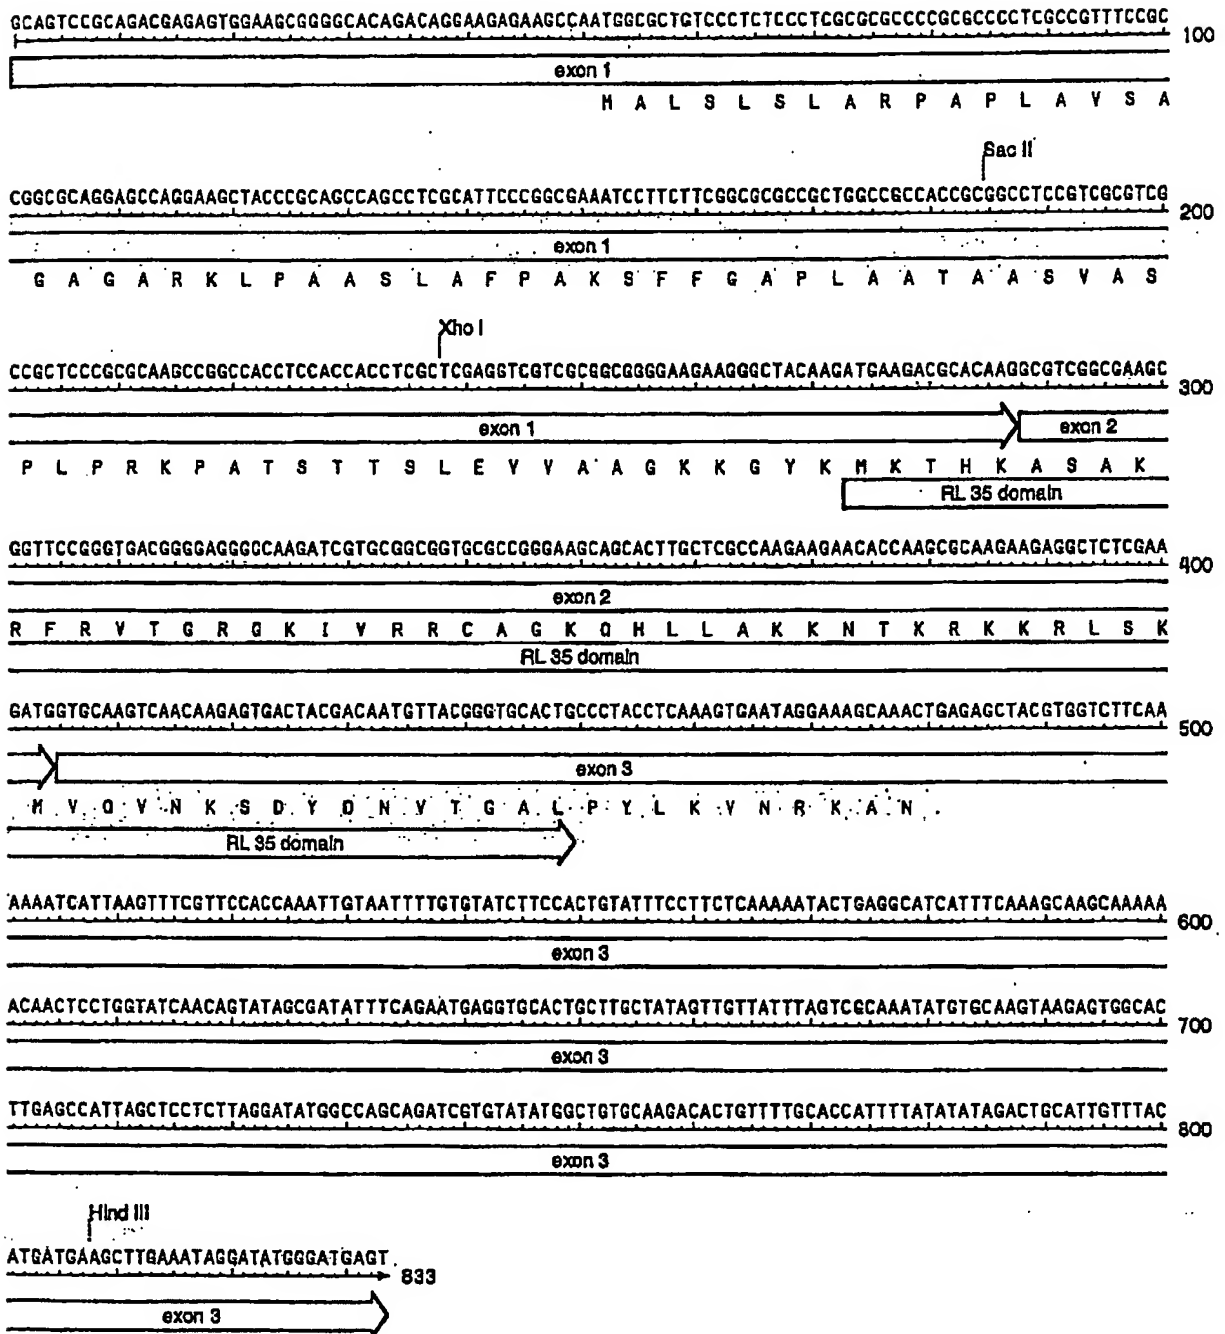 GCAGTCCGCAGACGAGAGTGGAAGCGGGGCACAGACAGGAAGAGAAGCCAATGGCGCTGTCCCTCTCCCTCGCGCGCCCCGCGCCCCTCGCCGTTTCCGC
100
exon 1
M A L S L S L A R P A P L A V S A
Sac II
CGGCGCAGGAGCCAGGAAGCTACCCGCAGCCAGCCTCGCATTCCCGGCGAAATCCTTCTTCGGCGCGCCGCTGGCCGCCACCGCGGCCTCCGTCGCGTCG
200
exon 1
G A G A R K L P A A S L A F P A K S F F G A P L A A T A A S V A S
Xho I
CCGCTCCCGCGCAAGCCGGCCACCTCCACCACCTCGCTCGAGGTCGTCGCGGCGGGGAAGAAGGGCTACAAGATGAAGACGCACAAGGCGTCGGCGAAGC
300
exon 1 exon 2
P L P R K P A T S T T S L E V V A A G K K G Y K M K T H K A S A K
RL 35 domain
GGTTCCGGGTGACGGGGAGGGGCAAGATCGTGCGGCGGTGCGCCGGGAAGCAGCACTTGCTCGCCAAGAAGAACACCAAGCGCAAGAAGAGGCTCTCGAA
400
exon 2
R F R V T G R G K I V R R C A G K Q H L L A K K N T K R K K R L S K
RL 35 domain
GATGGTGCAAGTCAACAAGAGTGACTACGACAATGTTACGGGTGCACTGCCCTACCTCAAAGTGAATAGGAAAGCAAACTGAGAGCTACGTGGTCTTCAA
500
exon 3
M V Q V N K S D Y D N V T G A L P Y L K V N R K A N .
RL 35 domain
AAAATCATTAAGTTTCGTTCCACCAAATTGTAATTTTGTGTATCTTCCACTGTATTTCCTTCTCAAAAATACTGAGGCATCATTTCAAAGCAAGCAAAAA
600
exon 3
ACAACTCCTGGTATCAACAGTATAGCGATATTTCAGAATGAGGTGCACTGCTTGCTATAGTTGTTATTTAGTCGCAAATATGTGCAAGTAAGAGTGGCAC
700
exon 3
TTGAGCCATTAGCTCCTCTTAGGATATGGCCAGCAGATCGTGTATATGGCTGTGCAAGACACTGTTTTGCACCATTTTATATATAGACTGCATTGTTTAC
800
exon 3
Hind III
ATGATGAAGCTTGAAATAGGATATGGGATGAGT
833
exon 3